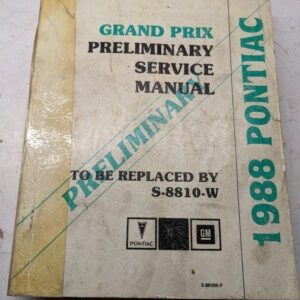 GRAND PRIX
PRELIMINARY
SERVICE
MANUAL
PRELIMINARY
TO BE REPLACED BY
S-8810-W
1988 PONTIAC
PONTIAC
GM